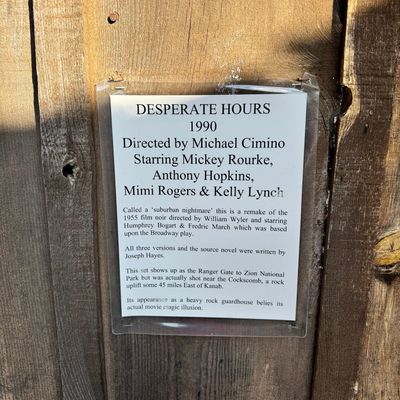 DESPERATE HOURS
1990
Directed by Michael Cimino
Starring Mickey Rourke,
Anthony Hopkins,
Mimi Rogers & Kelly Lynch
Called a 'suburban nightmare' this is a remake of the
1955 film noir directed by William Wyler and starring
Humphrey Bogart & Fredric March which was based
upon the Broadway play.
All three versions and the source novel were written by
Joseph Hayes.
This set shows up as the Ranger Gate to Zion National
Park but was actually shot near the Cockscomb, a rock
uplift some 45 miles East of Kanab.
Its appearance as a heavy rock guardhouse belies its
actual movie magic illusion.